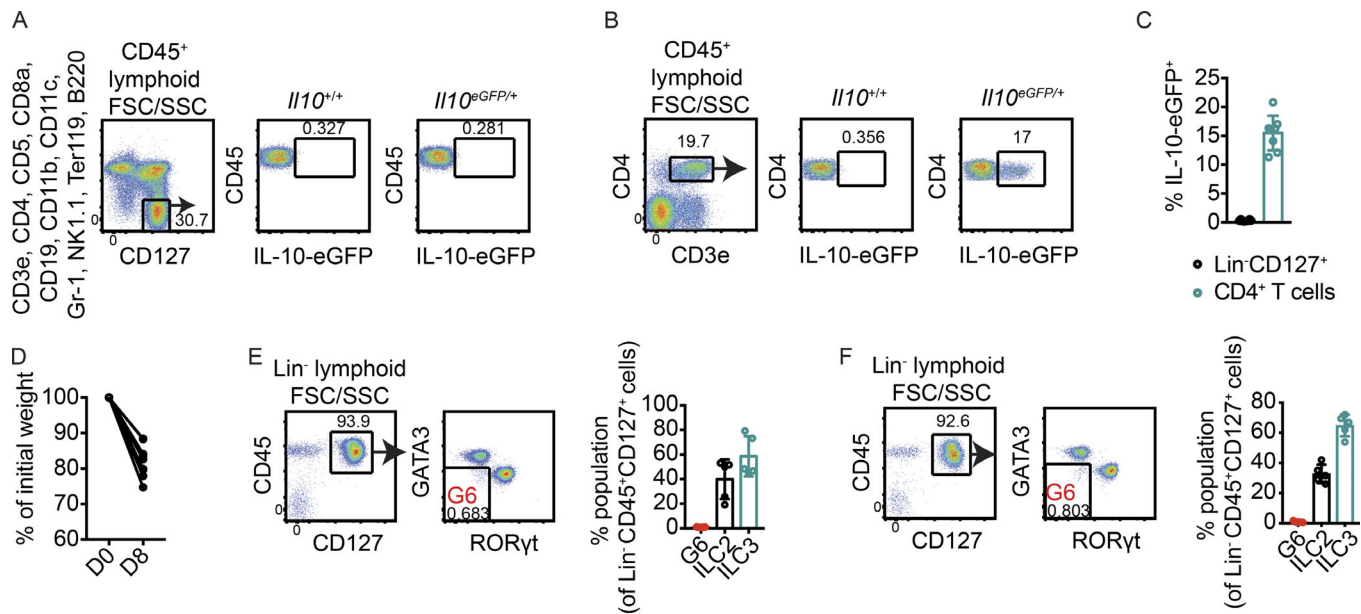 A
CD3e, CD4, CD5, CD8a,
CD19, CD11b, CD11c,
Gr-1, NK1.1, Ter119, B220
CD45⁺
lymphoid
FSC/SSC
30.7
0
0
CD127
Il10⁺/⁺
0.327
CD45
IL-10-eGFP
Il10ᵉᴳᶠᴾ/⁺
0.281
CD45
IL-10-eGFP
B
CD45⁺
lymphoid
FSC/SSC
19.7
CD4
0
0
CD3e
Il10⁺/⁺
0.356
CD4
IL-10-eGFP
Il10ᵉᴳᶠᴾ/⁺
17
CD4
IL-10-eGFP
C
% IL-10-eGFP⁺
25
20
15
10
5
0
Lin⁻CD127⁺
CD4⁺ T cells
D
% of initial weight
100
90
80
70
60
D0
D8
E
Lin⁻ lymphoid
FSC/SSC
93.9
CD45
0
0
CD127
GATA3
G6
0.683
RORγt
% population
(of Lin⁻ CD45⁺CD127⁺ cells)
100
80
60
40
20
0
G6
ILC2
ILC3
F
Lin⁻ lymphoid
FSC/SSC
92.6
CD45
0
0
CD127
GATA3
G6
0.803
RORγt
% population
(of Lin⁻ CD45⁺CD127⁺ cells)
80
60
40
20
0
G6
ILC2
ILC3